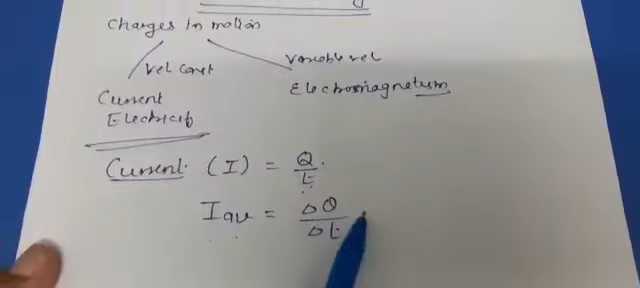 Charges In motion
Vel const
Variable vel
Current
Electricity
Electromagnetism
Current (I) = Q/t
Iav = ΔQ/Δt